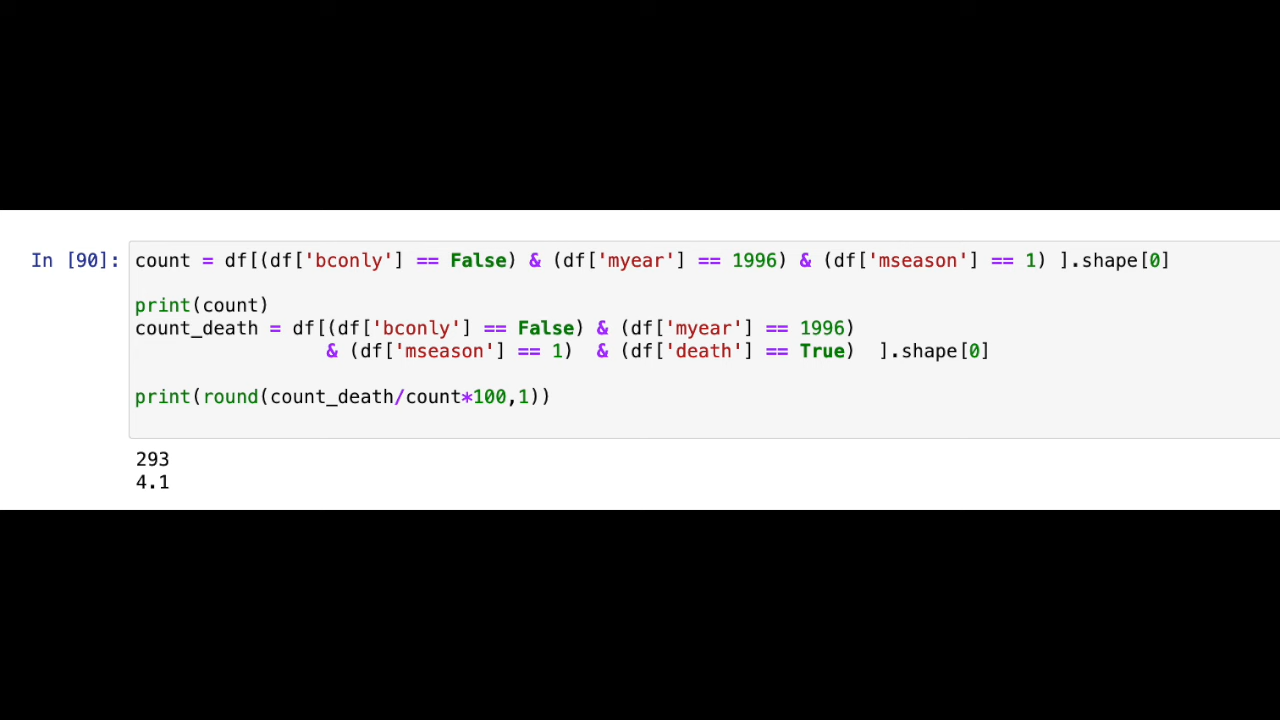 In [90]: count = df[(df['bconly'] == False) & (df['myear'] == 1996) & (df['mseason'] == 1) ].shape[0]
print(count)
count_death = df[(df['bconly'] == False) & (df['myear'] == 1996)
& (df['mseason'] == 1) & (df['death'] == True) ].shape[0]
print(round(count_death/count*100,1))
293
4.1